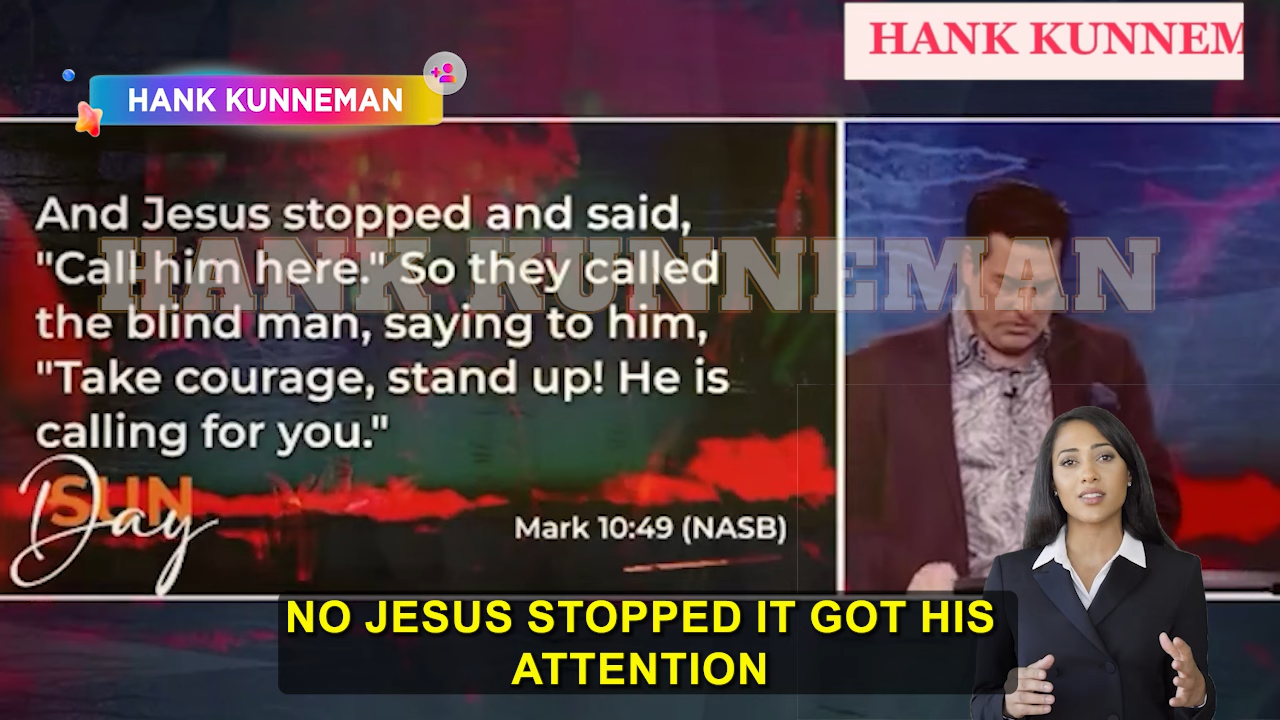 HANK KUNNEM
HANK KUNNEMAN
And Jesus stopped and said,
"Call him here." So they called
HANK KUNNEMAN
the blind man, saying to him,
"Take courage, stand up! He is
calling for you."
SUN
Day
Mark 10:49 (NASB)
NO JESUS STOPPED IT GOT HIS
ATTENTION